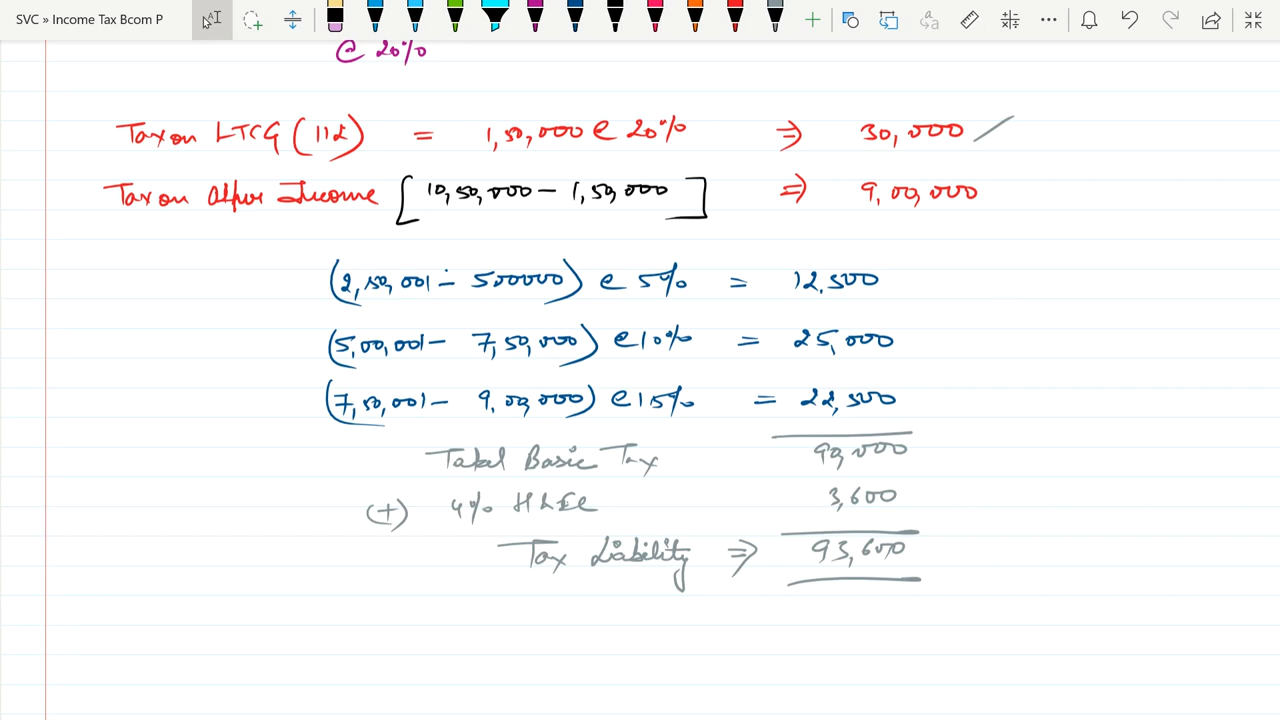 SVC » Income Tax Bcom P
@ 20%
Tax on LTCG (112) = 1,50,000 @ 20% ⇒ 30,000
Tax on Other Income [10,50,000 - 1,50,000] ⇒ 9,00,000
(2,50,001 - 500000) @ 5% = 12,500
(5,00,001 - 7,50,000) @ 10% = 25,000
(7,50,001 - 9,00,000) @ 15% = 22,500
Total Basic Tax 90,000
(+) 4% H & EC 3,600
Tax Liability ⇒ 93,600